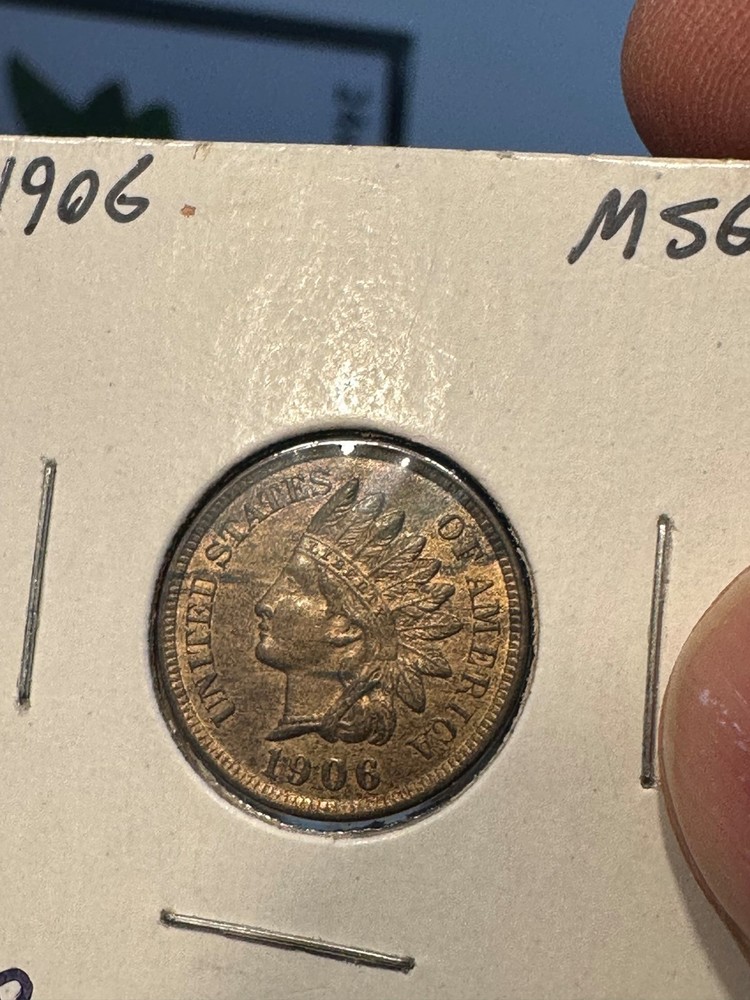 1906 MS6
UNITED STATES OF AMERICA
1906